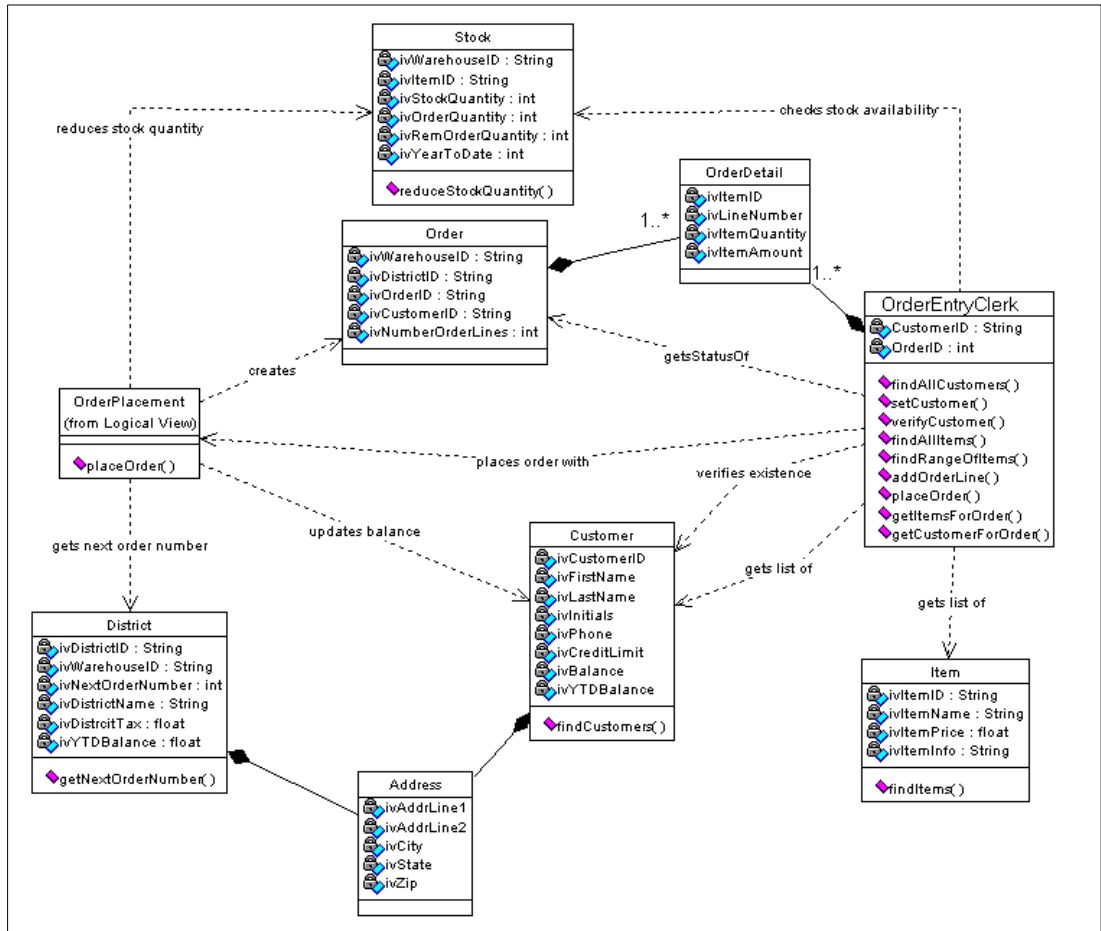 Stock
ivWarehouseID : String
ivItemID : String
ivStockQuantity : int
ivOrderQuantity : int
ivRemOrderQuantity : int
ivYearToDate : int
reduceStockQuantity()
reduces stock quantity
checks stock availability
OrderDetail
ivItemID
ivLineNumber
ivItemQuantity
ivItemAmount
1..*
1..*
Order
ivWarehouseID : String
ivDistrictID : String
ivOrderID : String
ivCustomerID : String
ivNumberOrderLines : int
OrderEntryClerk
CustomerID : String
OrderID : int
findAllCustomers()
setCustomer()
verifyCustomer()
findAllItems()
findRangeOfItems()
addOrderLine()
placeOrder()
getItemsForOrder()
getCustomerForOrder()
getsStatusOf
creates
OrderPlacement
(from Logical View)
placeOrder()
places order with
verifies existence
updates balance
gets next order number
gets list of
gets list of
Customer
ivCustomerID
ivFirstName
ivLastName
ivInitials
ivPhone
ivCreditLimit
ivBalance
ivYTDBalance
findCustomers()
District
ivDistrictID : String
ivWarehouseID : String
ivNextOrderNumber : int
ivDistrictName : String
ivDistrcitTax : float
ivYTDBalance : float
getNextOrderNumber()
Item
ivItemID : String
ivItemName : String
ivItemPrice : float
ivItemInfo : String
findItems()
Address
ivAddrLine1
ivAddrLine2
ivCity
ivState
ivZip